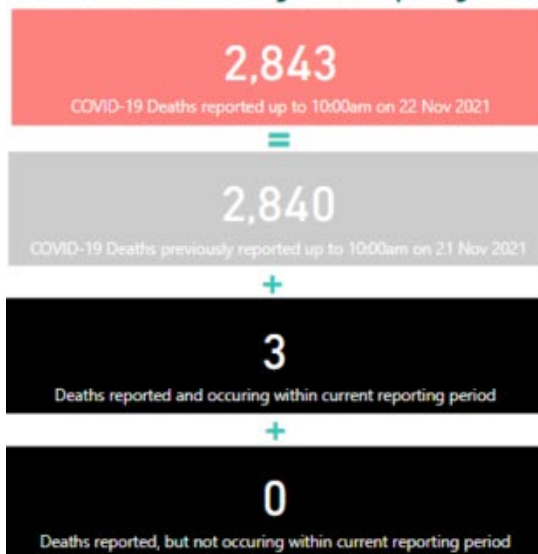 2,843
COVID-19 Deaths reported up to 10:00am on 22 Nov 2021
=
2,840
COVID-19 Deaths previously reported up to 10:00am on 21 Nov 2021
+
3
Deaths reported and occuring within current reporting period
+
0
Deaths reported, but not occuring within current reporting period